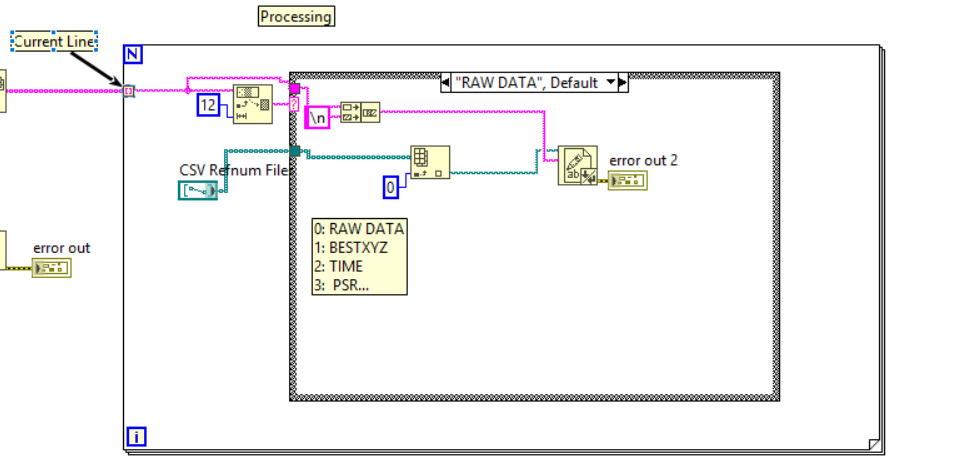 Processing
Current Line
N
"RAW DATA", Default
12
\n
CSV Refnum File
0
error out 2
ab
0: RAW DATA
1: BESTXYZ
2: TIME
3:  PSR...
error out
i